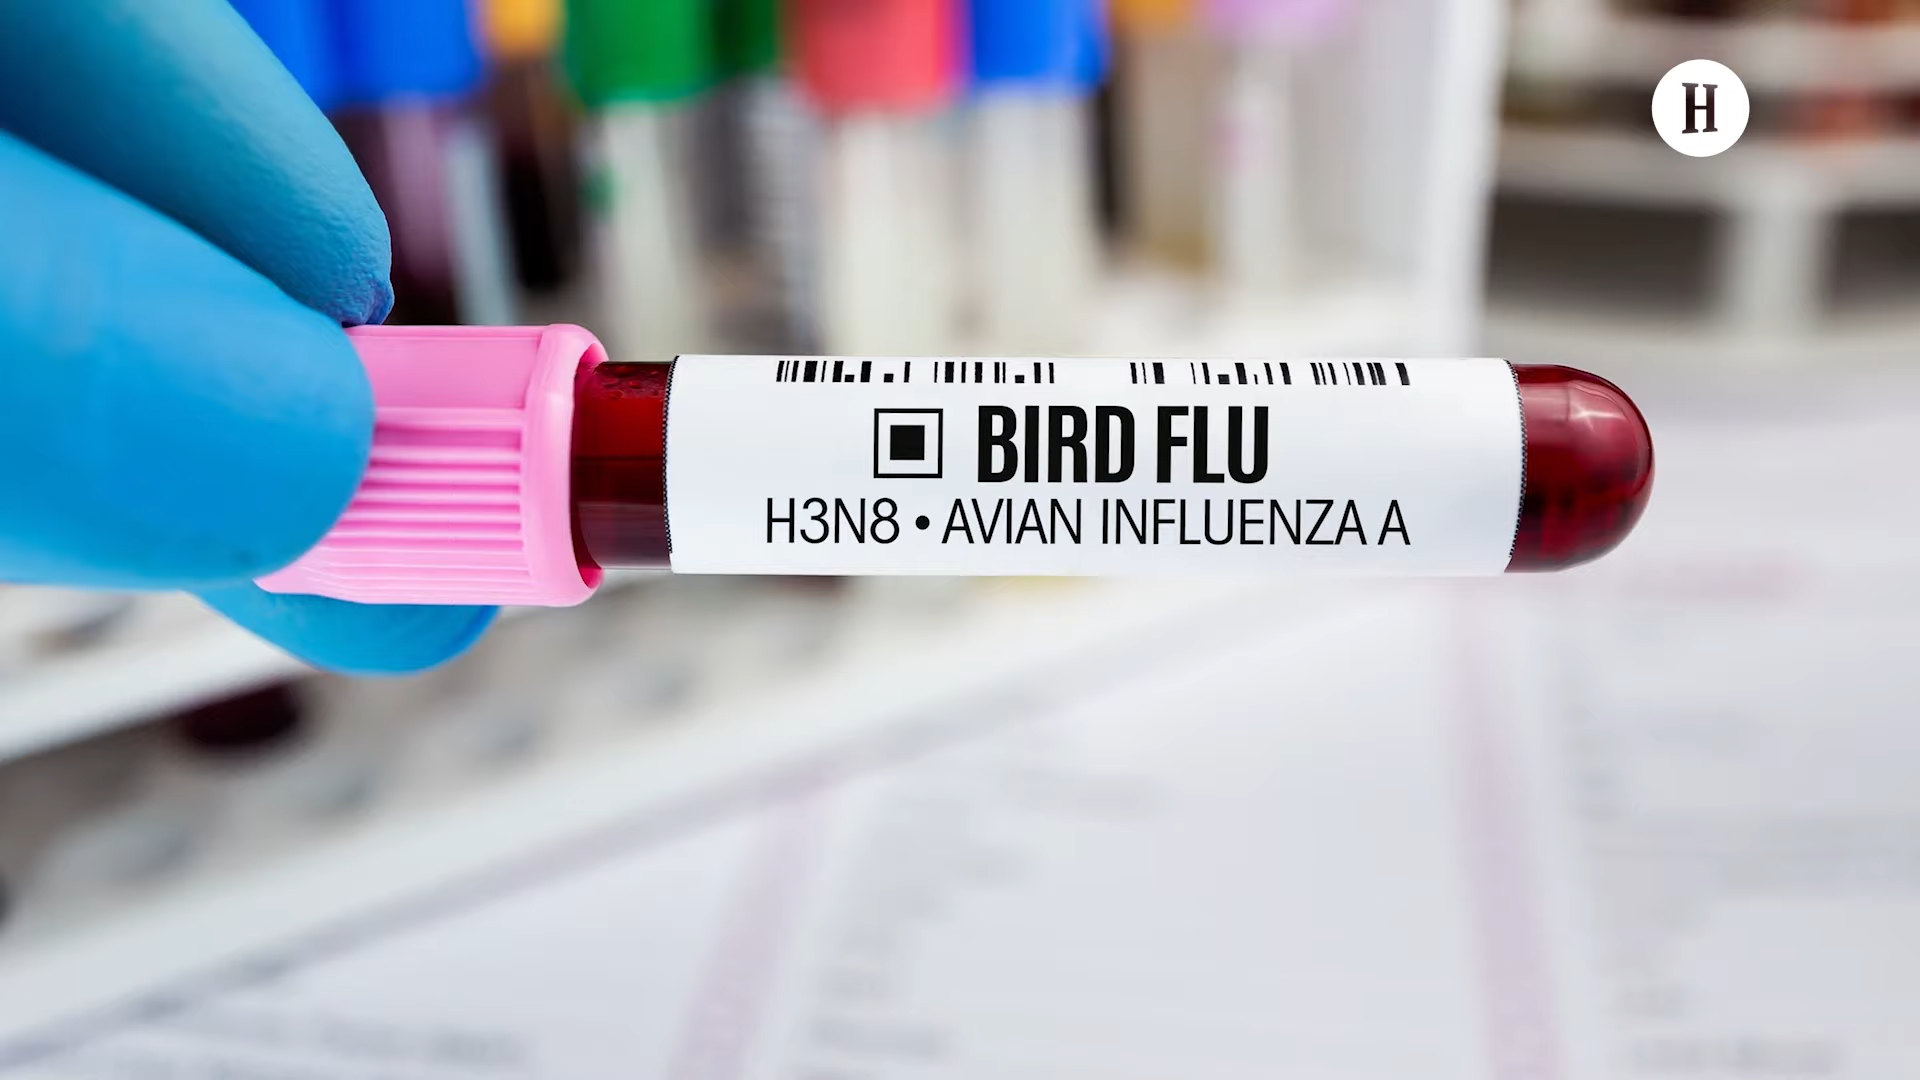 H
BIRD FLU
H3N8 • AVIAN INFLUENZA A